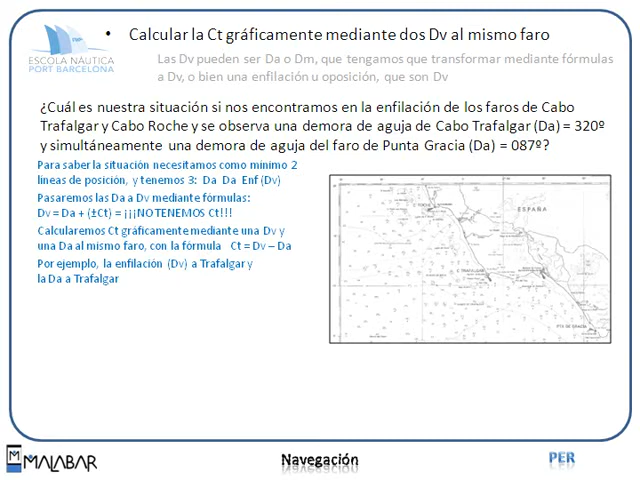 • Calcular la Ct gráficamente mediante dos Dv al mismo faro
ESCOLA NÀUTICA
PORT BARCELONA
Las Dv pueden ser Da o Dm, que tengamos que transformar mediante fórmulas
a Dv, o bien una enfilación u oposición, que son Dv
¿Cuál es nuestra situación si nos encontramos en la enfilación de los faros de Cabo
Trafalgar y Cabo Roche y se observa una demora de aguja de Cabo Trafalgar (Da) = 320º
y simultáneamente una demora de aguja del faro de Punta Gracia (Da) = 087º?
Para saber la situación necesitamos como mínimo 2
líneas de posición, y tenemos 3: Da Da Enf (Dv)
Pasaremos las Da a Dv mediante fórmulas:
Dv = Da + (±Ct) = ¡¡¡NO TENEMOS Ct!!!
Calcularemos Ct gráficamente mediante una Dv y
una Da al mismo faro, con la fórmula Ct = Dv – Da
Por ejemplo, la enfilación (Dv) a Trafalgar y
la Da a Trafalgar
ESPAÑA
C. TRAFALGAR
PTA DE GRACIA
MALABAR
Navegación
PER